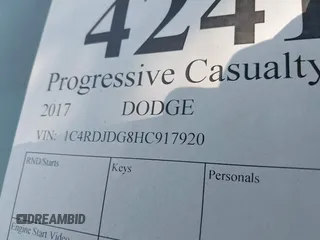 4241
Progressive Casualty
2017 DODGE
VIN: 1C4RDJDG8HC917920
RND/Starts
Keys
Personals
DREAMBID
Engine Start Video